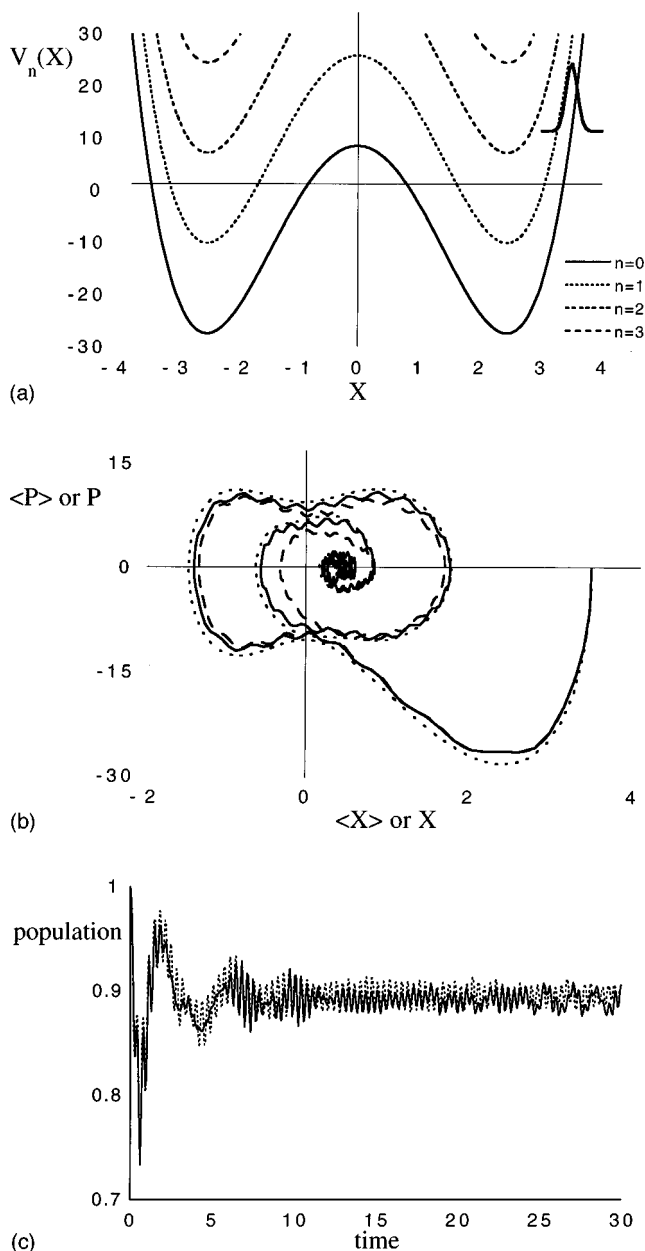 30
V_n(X)
20
10
0
-10
-20
-30
n=0
n=1
n=2
n=3
-4 -3 -2 -1 0 1 2 3 4
X
(a)
15
<P> or P
0
-15
-30
-2 0 2 4
<X> or X
(b)
1
population
0.9
0.8
0.7
0 5 10 15 20 25 30
time
(c)